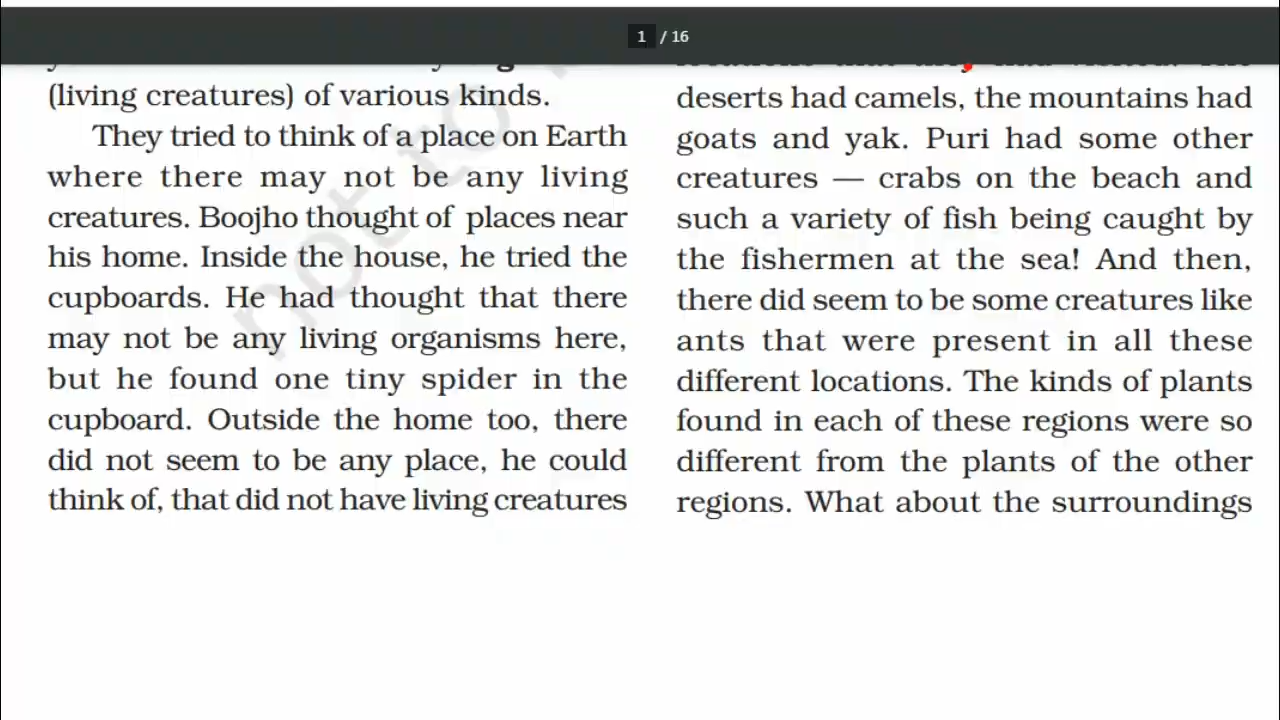 1 / 16
(living creatures) of various kinds.
They tried to think of a place on Earth
where there may not be any living
creatures. Boojho thought of places near
his home. Inside the house, he tried the
cupboards. He had thought that there
may not be any living organisms here,
but he found one tiny spider in the
cupboard. Outside the home too, there
did not seem to be any place, he could
think of, that did not have living creatures
locations that they had visited. The
deserts had camels, the mountains had
goats and yak. Puri had some other
creatures — crabs on the beach and
such a variety of fish being caught by
the fishermen at the sea! And then,
there did seem to be some creatures like
ants that were present in all these
different locations. The kinds of plants
found in each of these regions were so
different from the plants of the other
regions. What about the surroundings
not to